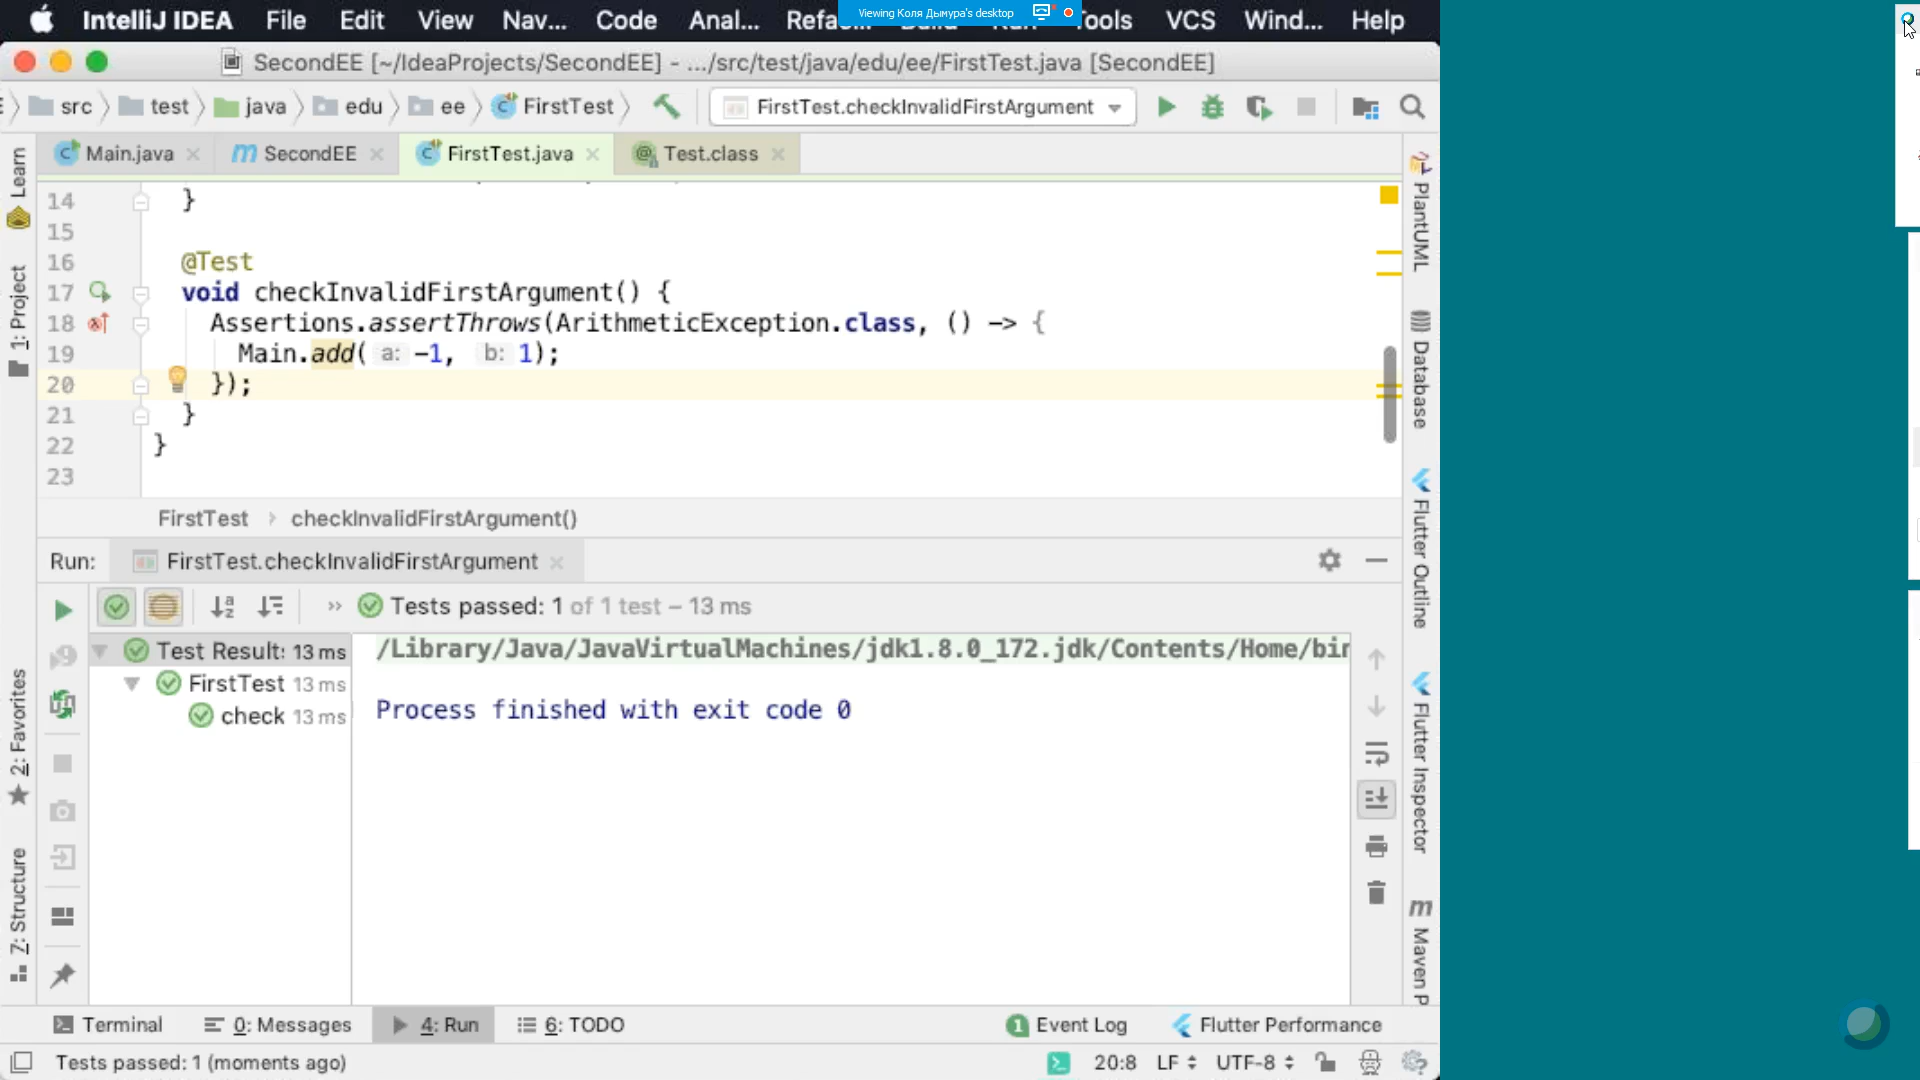 IntelliJ IDEA File Edit View Nav... Code Anal... Tools VCS Wind... Help
Viewing Коля Дымура's desktop
SecondEE [~/IdeaProjects/SecondEE] - .../src/test/java/edu/ee/FirstTest.java [SecondEE]
src test java edu ee FirstTest FirstTest.checkInvalidFirstArgument
Main.java SecondEE FirstTest.java Test.class
14 }
15
16 @Test
17 void checkInvalidFirstArgument() {
18 Assertions.assertThrows(ArithmeticException.class, () -> {
19 Main.add( a: -1, b: 1);
20 });
21 }
22 }
23
FirstTest > checkInvalidFirstArgument()
Run: FirstTest.checkInvalidFirstArgument
» Tests passed: 1 of 1 test – 13 ms
Test Result: 13 ms
FirstTest 13 ms
check 13 ms
/Library/Java/JavaVirtualMachines/jdk1.8.0_172.jdk/Contents/Home/bin
Process finished with exit code 0
Learn
1: Project
2: Favorites
7: Structure
PlantUML
Database
Flutter Outline
Flutter Inspector
Maven P
Terminal 0: Messages 4: Run 6: TODO 1 Event Log Flutter Performance
Tests passed: 1 (moments ago) 20:8 LF UTF-8